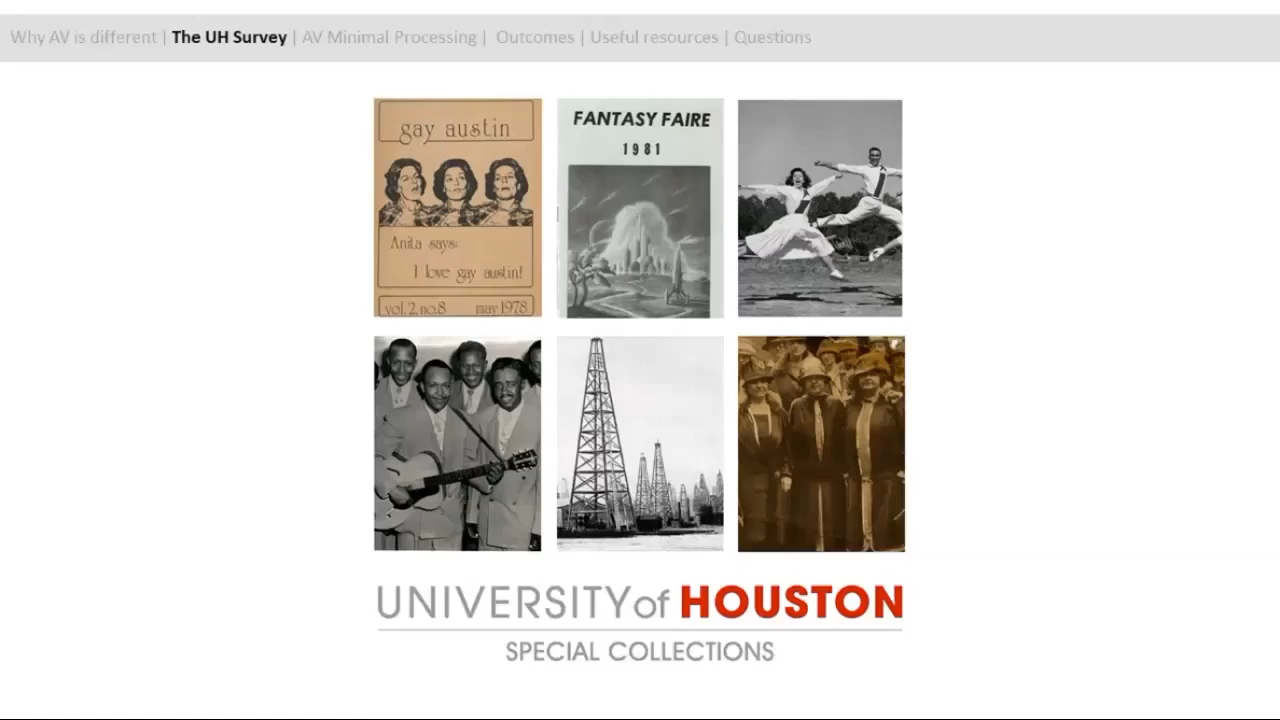 Why AV is different | The UH Survey | AV Minimal Processing | Outcomes | Useful resources | Questions
gay austin
Anita says:
I love gay austin!
vol. 2, no.8 may 1978
FANTASY FAIRE
1981
UNIVERSITY of HOUSTON
SPECIAL COLLECTIONS